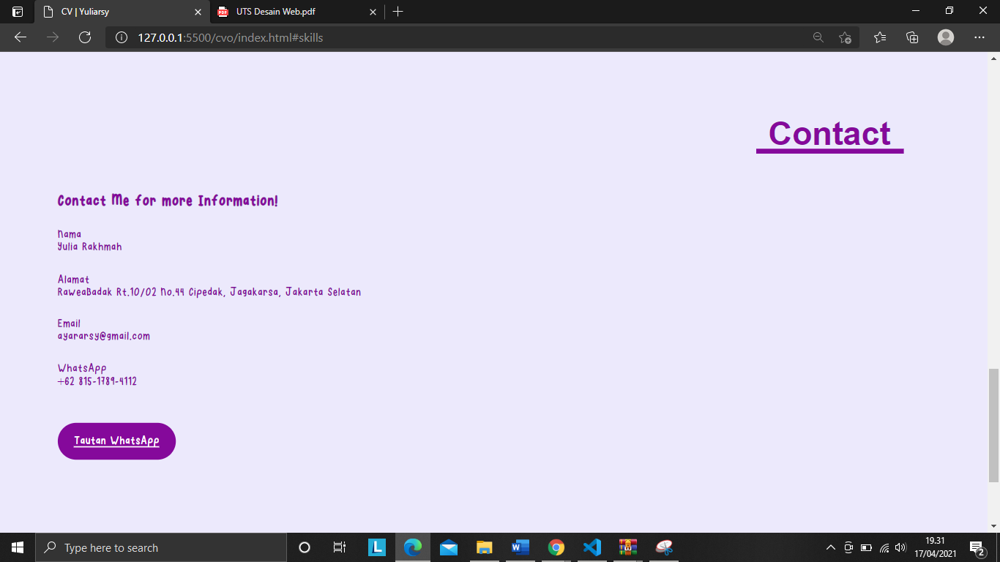 CV | Yuliarsy
UTS Desain Web.pdf
127.0.0.1:5500/cvo/index.html#skills
Contact
Contact Me for more Information!
Nama
Yulia Rakhmah
Alamat
RaweaBadak Rt.10/02 No.44 Cipedak, Jagakarsa, Jakarta Selatan
Email
ayararsy@gmail.com
WhatsApp
+62 815-1789-4112
Tautan WhatsApp
Type here to search
19.31
17/04/2021
2